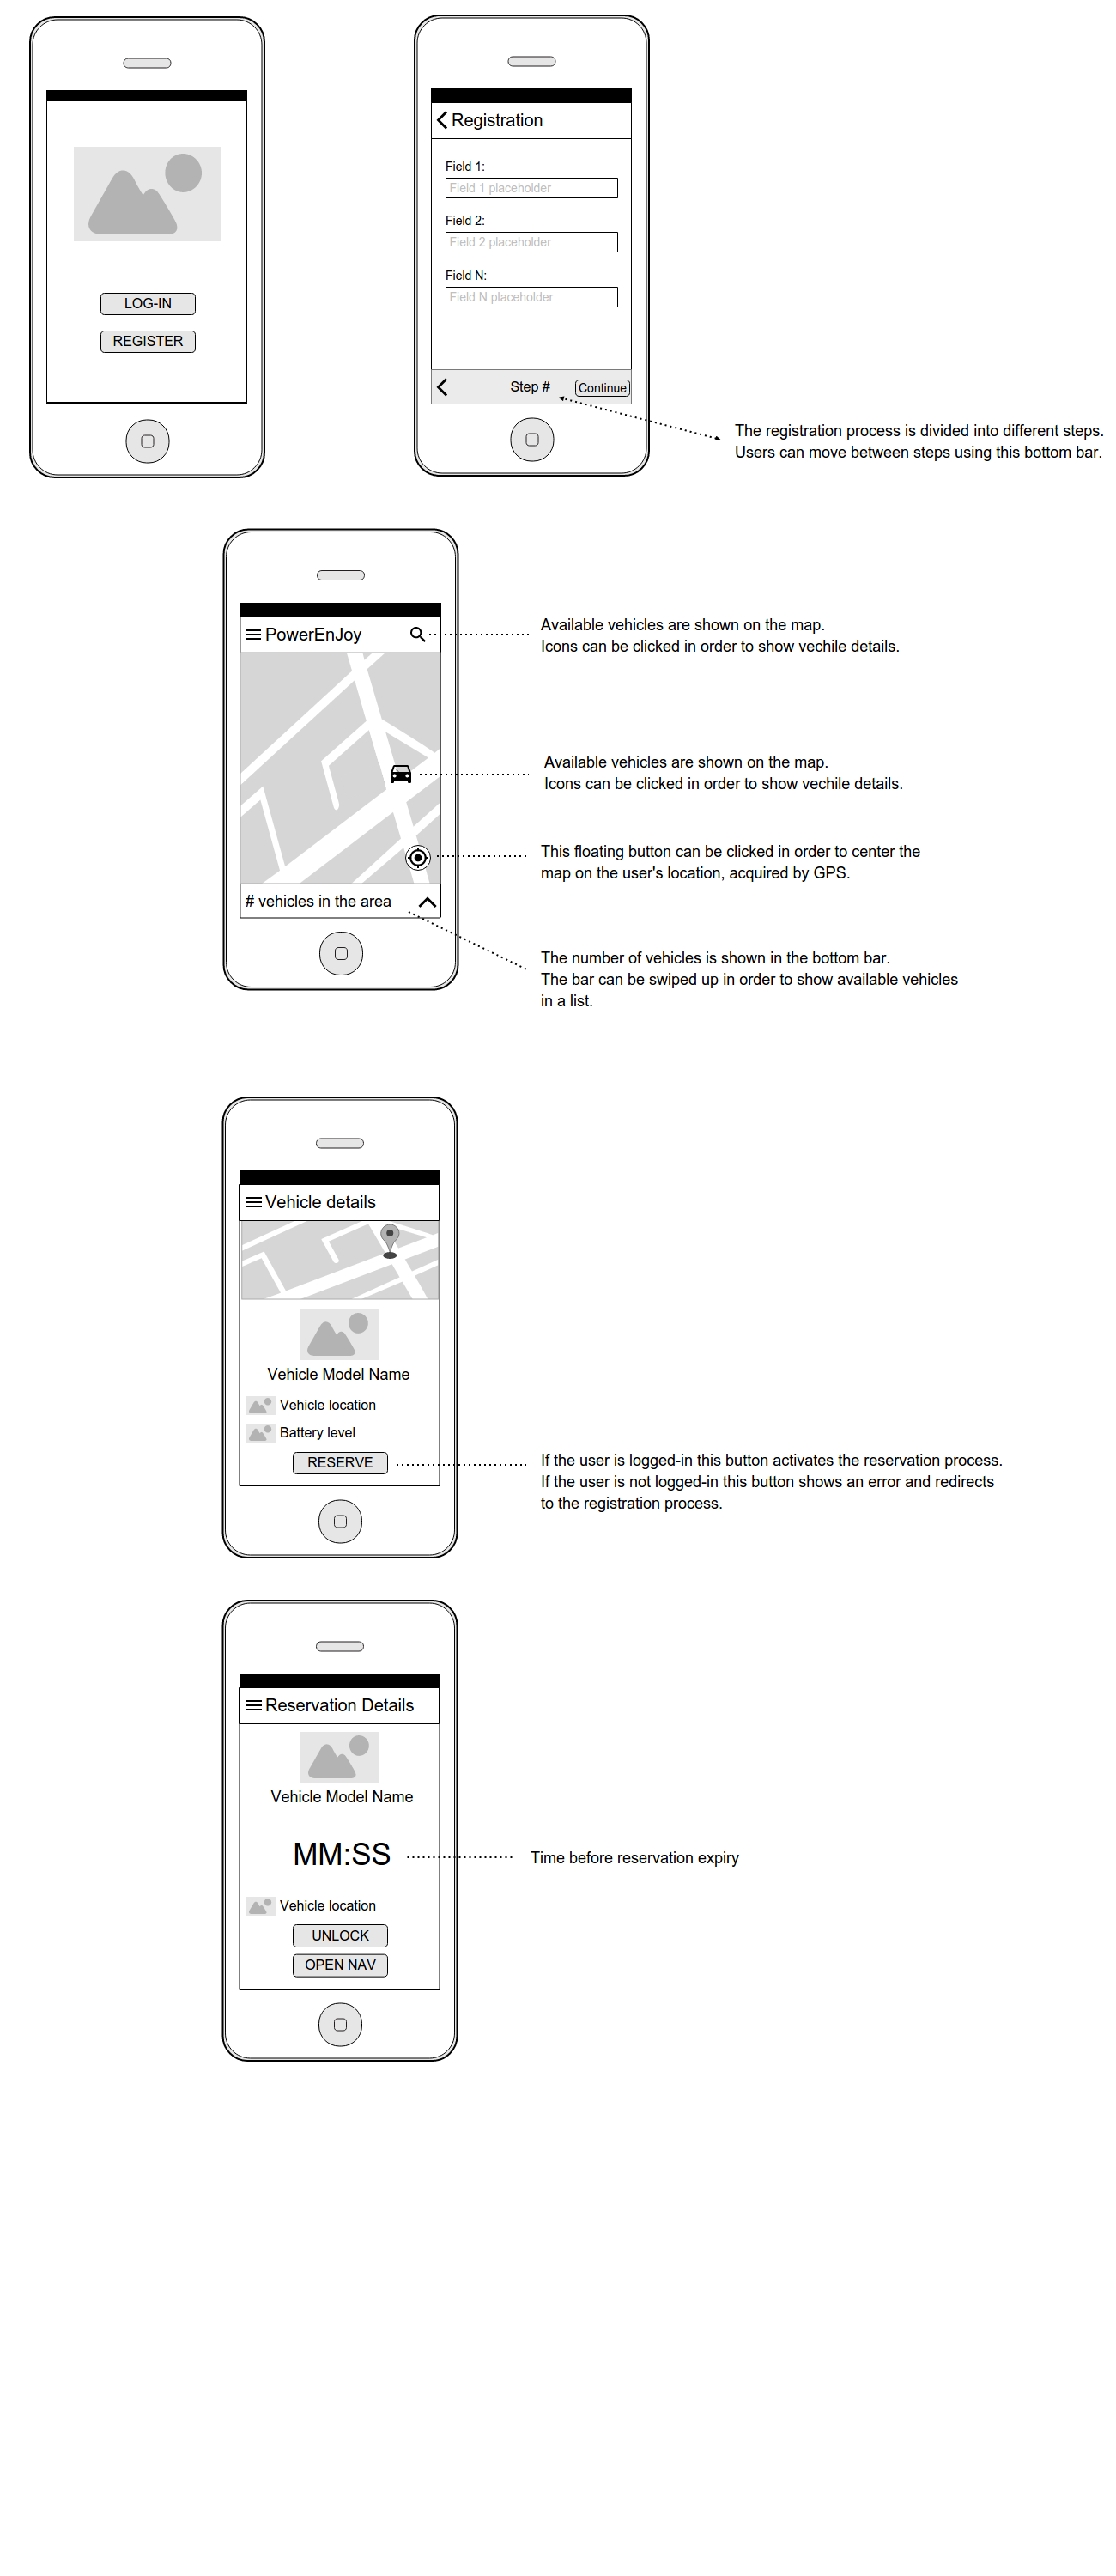 LOG-IN
REGISTER
Registration
Field 1:
Field 1 placeholder
Field 2:
Field 2 placeholder
Field N:
Field N placeholder
Step #
Continue
The registration process is divided into different steps.
Users can move between steps using this bottom bar.
PowerEnJoy
Available vehicles are shown on the map.
Icons can be clicked in order to show vechile details.
Available vehicles are shown on the map.
Icons can be clicked in order to show vechile details.
This floating button can be clicked in order to center the
map on the user's location, acquired by GPS.
# vehicles in the area
The number of vehicles is shown in the bottom bar.
The bar can be swiped up in order to show available vehicles
in a list.
Vehicle details
Vehicle Model Name
Vehicle location
Battery level
RESERVE
If the user is logged-in this button activates the reservation process.
If the user is not logged-in this button shows an error and redirects
to the registration process.
Reservation Details
Vehicle Model Name
MM:SS
Time before reservation expiry
Vehicle location
UNLOCK
OPEN NAV